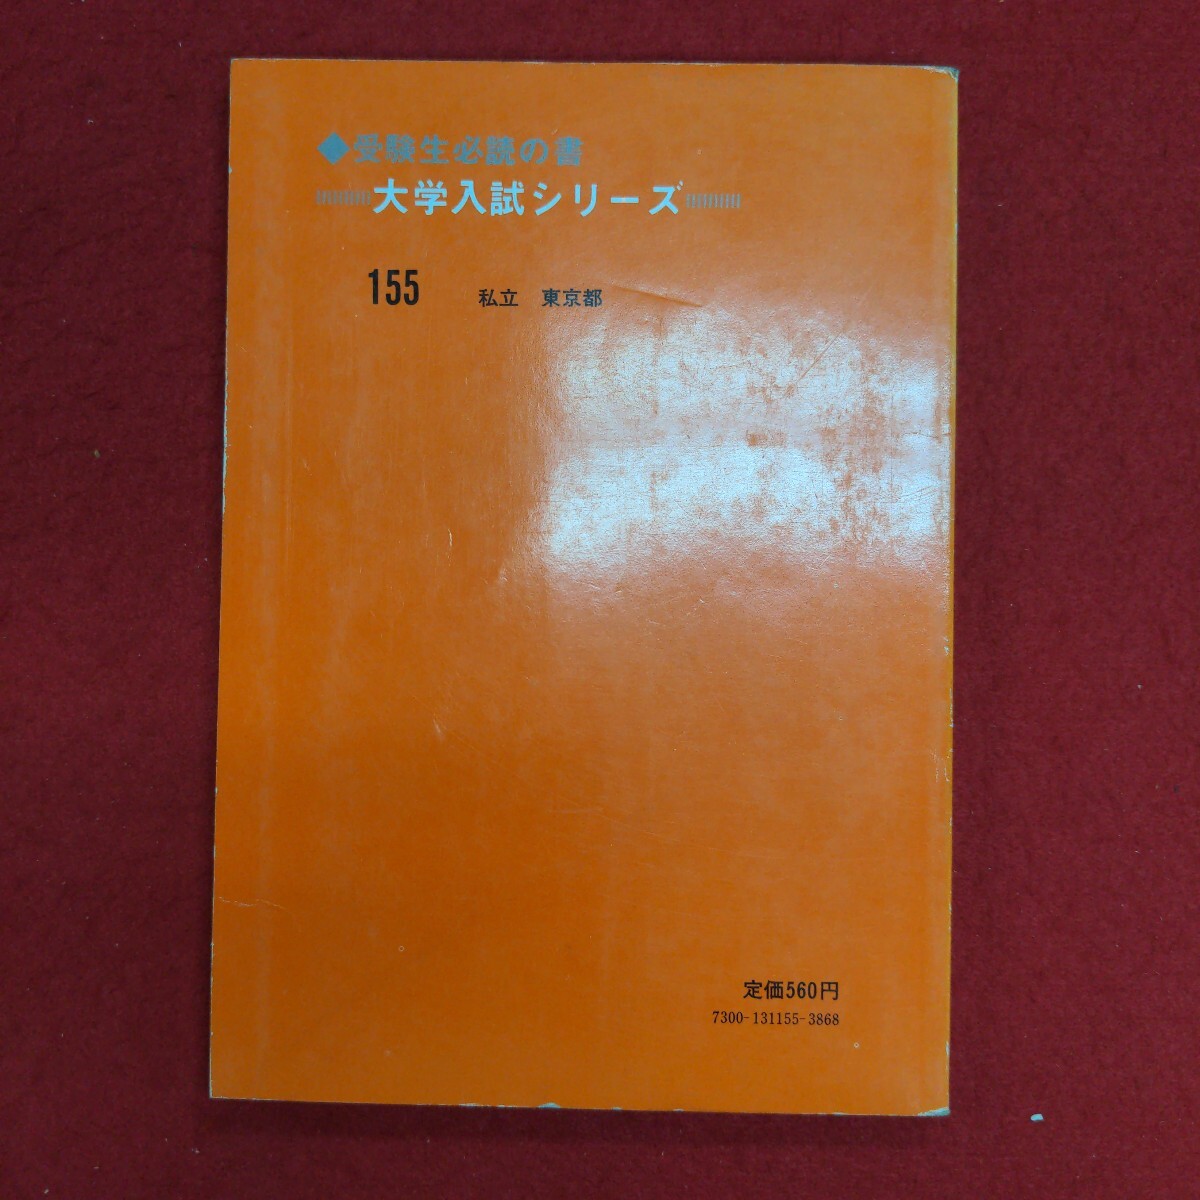 ◆受験生必読の書
大学入試シリーズ
155 私立 東京都
定価560円
7300-131155-3868